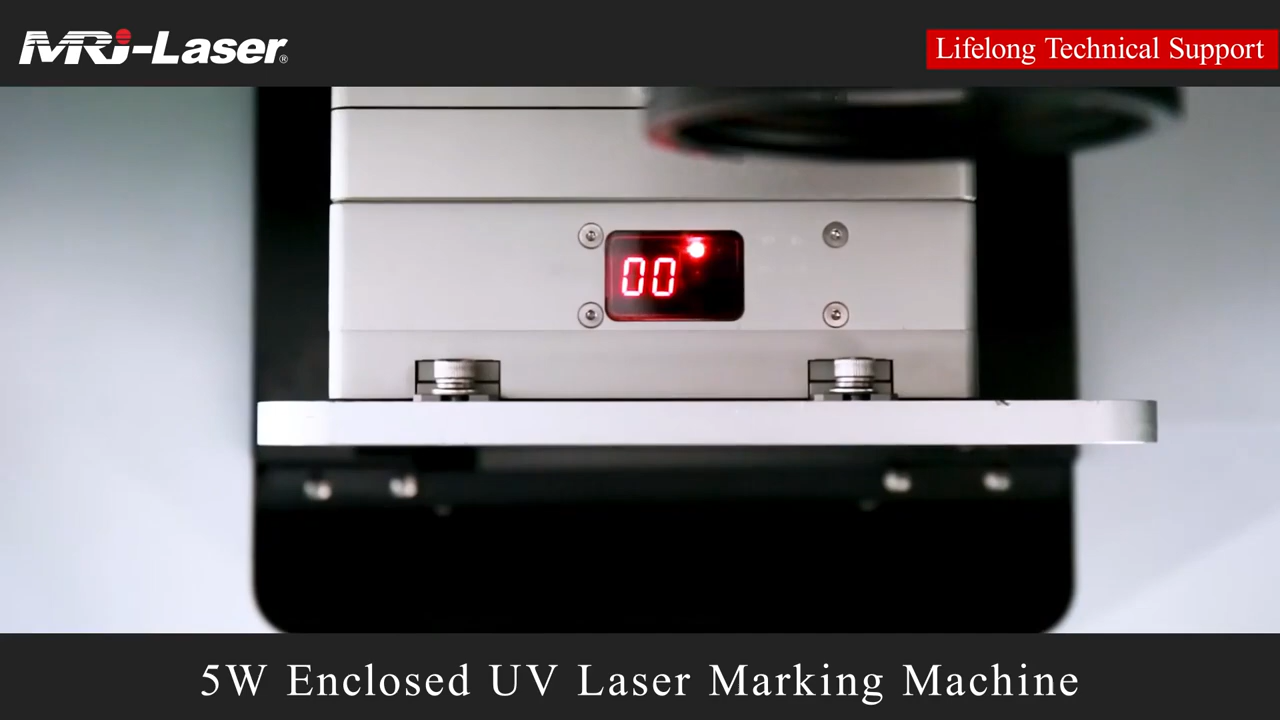 MRJ-Laser®
Lifelong Technical Support
00
5W Enclosed UV Laser Marking Machine